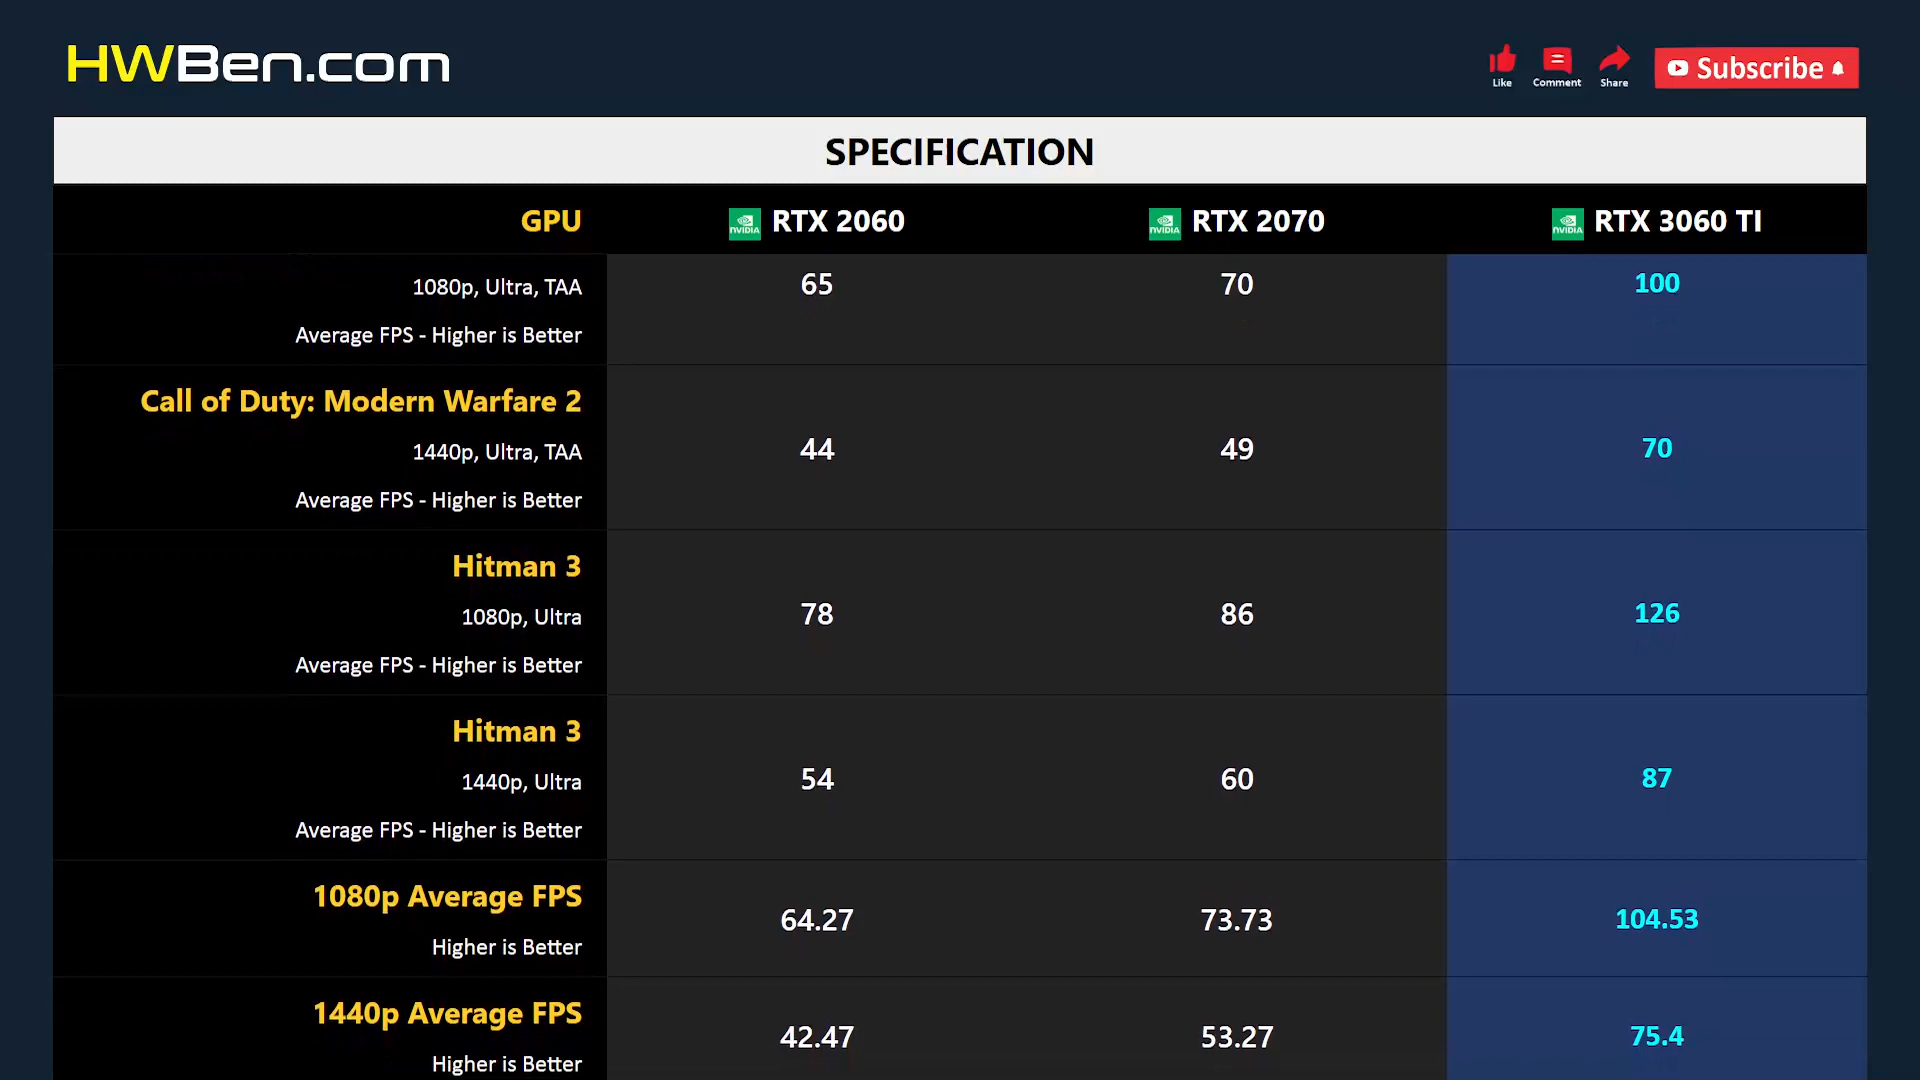 HWBen.com
Like Comment Share Subscribe
SPECIFICATION
GPU NVIDIA RTX 2060 NVIDIA RTX 2070 NVIDIA RTX 3060 TI
1080p, Ultra, TAA 65 70 100
Average FPS - Higher is Better
Call of Duty: Modern Warfare 2
1440p, Ultra, TAA 44 49 70
Average FPS - Higher is Better
Hitman 3
1080p, Ultra 78 86 126
Average FPS - Higher is Better
Hitman 3
1440p, Ultra 54 60 87
Average FPS - Higher is Better
1080p Average FPS 64.27 73.73 104.53
Higher is Better
1440p Average FPS 42.47 53.27 75.4
Higher is Better